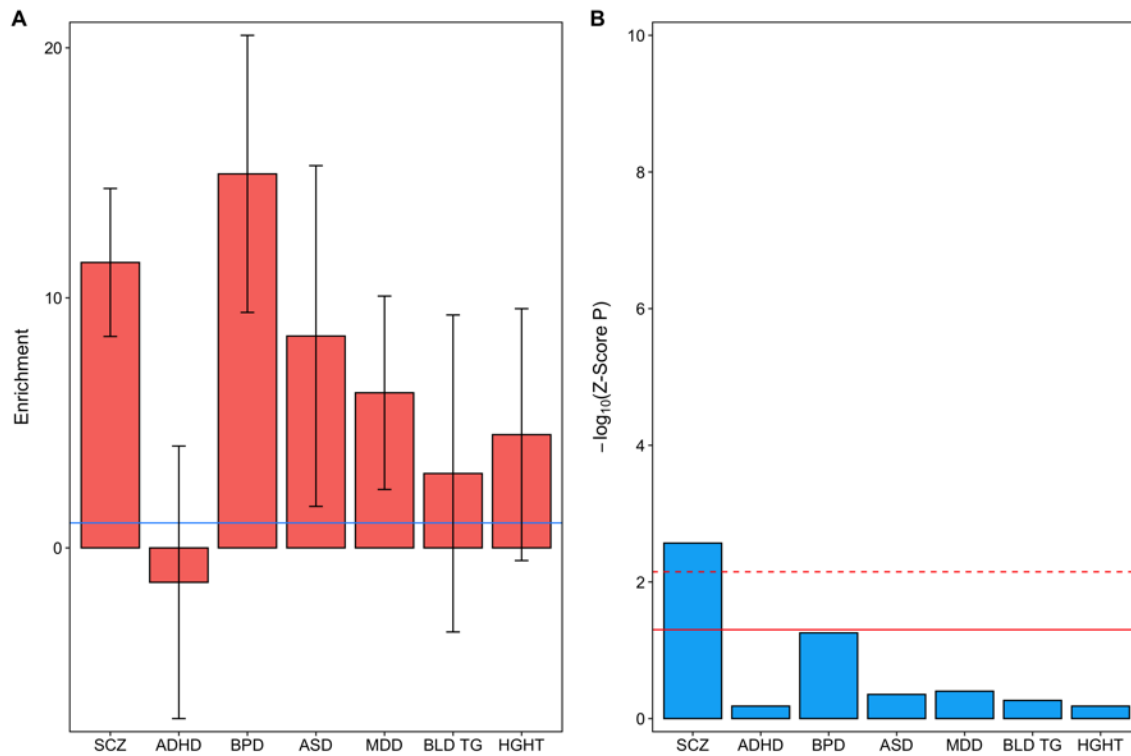 A
Enrichment
20
10
0
SCZ ADHD BPD ASD MDD BLD TG HGHT
B
−log₁₀(Z-Score P)
10
8
6
4
2
0
SCZ ADHD BPD ASD MDD BLD TG HGHT